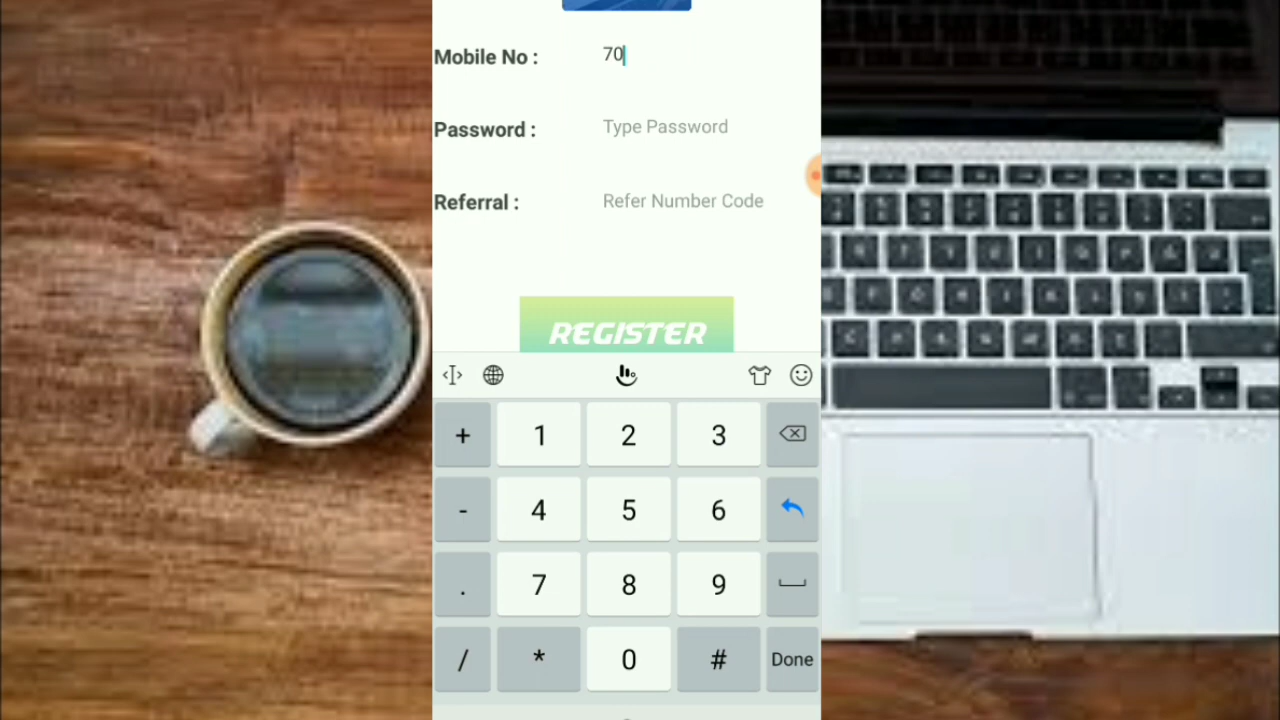 Mobile No : 70
Password : Type Password
Referral : Refer Number Code
REGISTER
+ 1 2 3
- 4 5 6
. 7 8 9
/ * 0 # Done